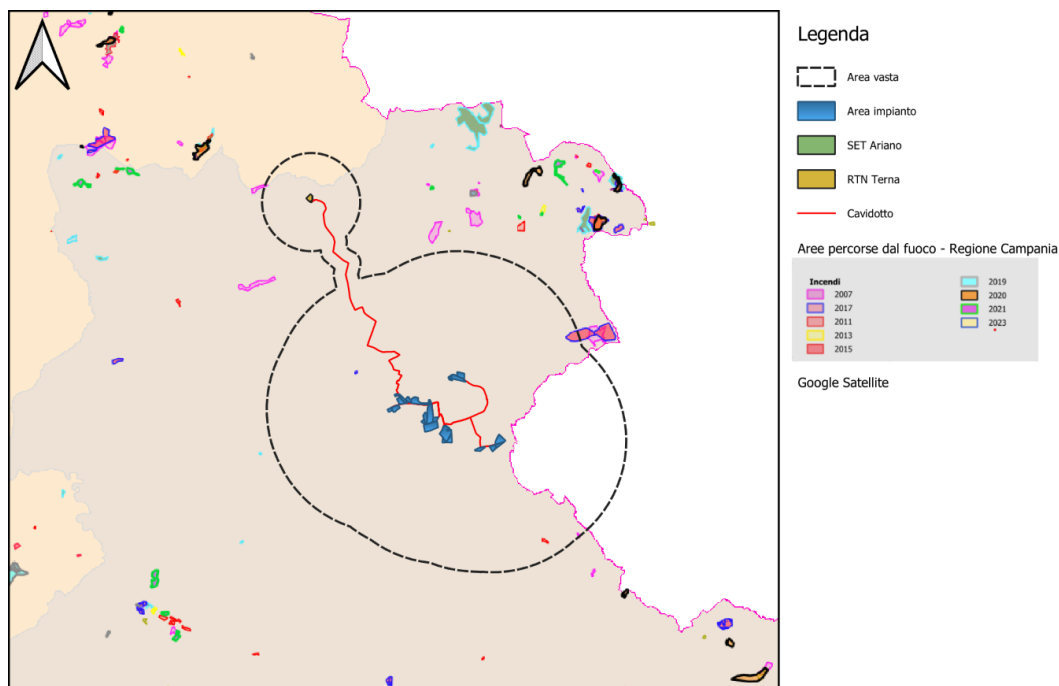 Legenda
Area vasta
Area impianto
SET Ariano
RTN Terna
Cavidotto
Aree percorse dal fuoco - Regione Campania
Incendi
2007
2017
2011
2013
2015
2019
2020
2021
2023
Google Satellite